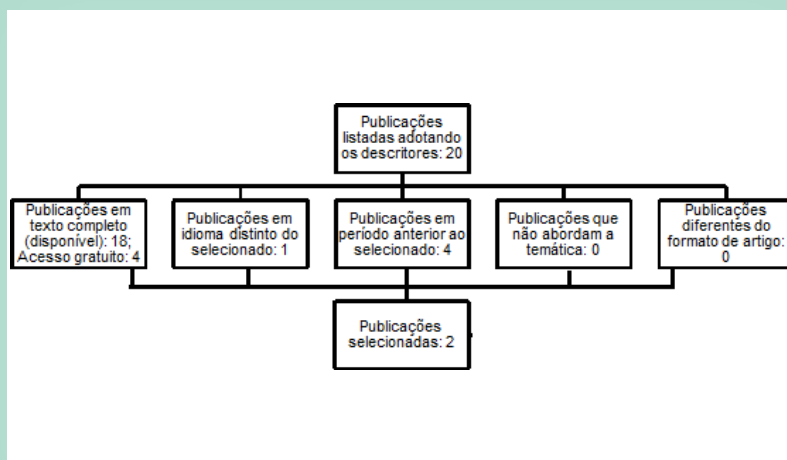 Publicações
listadas adotando
os descritores: 20
Publicações em
texto completo
(disponível): 18;
Acesso gratuito: 4
Publicações em
idioma distinto do
selecionado: 1
Publicações em
período anterior ao
selecionado: 4
Publicações que
não abordam a
temática: 0
Publicações
diferentes do
formato de artigo:
0
Publicações
selecionadas: 2